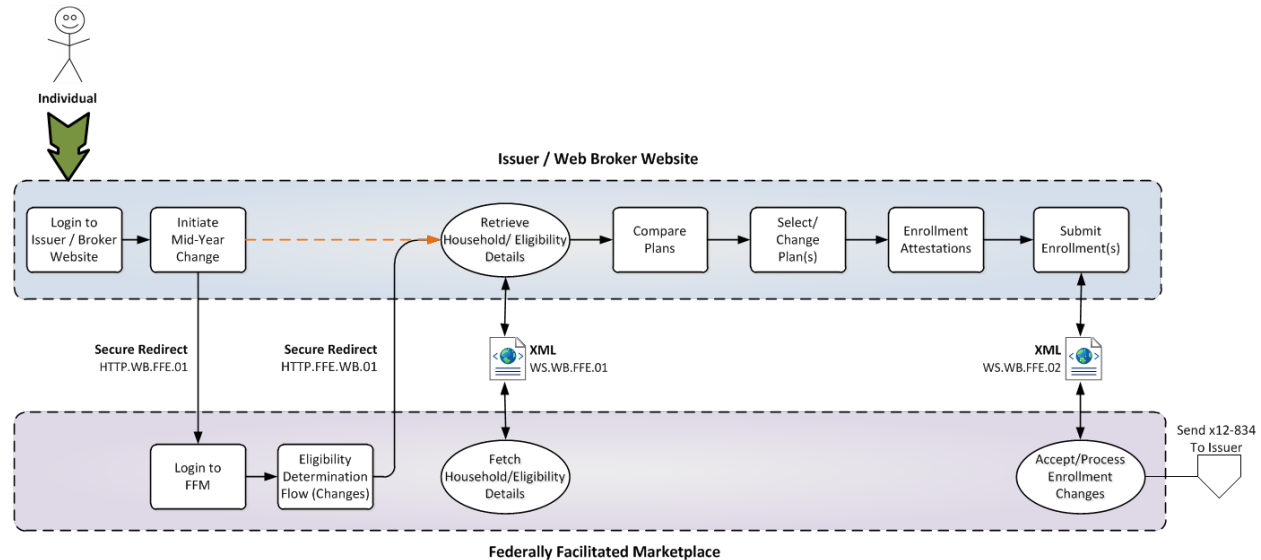 Individual
Issuer / Web Broker Website
Login to
Issuer / Broker
Website
Initiate
Mid-Year
Change
Retrieve
Household/ Eligibility
Details
Compare
Plans
Select/
Change
Plan(s)
Enrollment
Attestations
Submit
Enrollment(s)
Secure Redirect
HTTP.WB.FFE.01
Secure Redirect
HTTP.FFE.WB.01
XML
WS.WB.FFE.01
XML
WS.WB.FFE.02
Login to
FFM
Eligibility
Determination
Flow (Changes)
Fetch
Household/Eligibility
Details
Accept/Process
Enrollment
Changes
Send x12-834
To Issuer
Federally Facilitated Marketplace